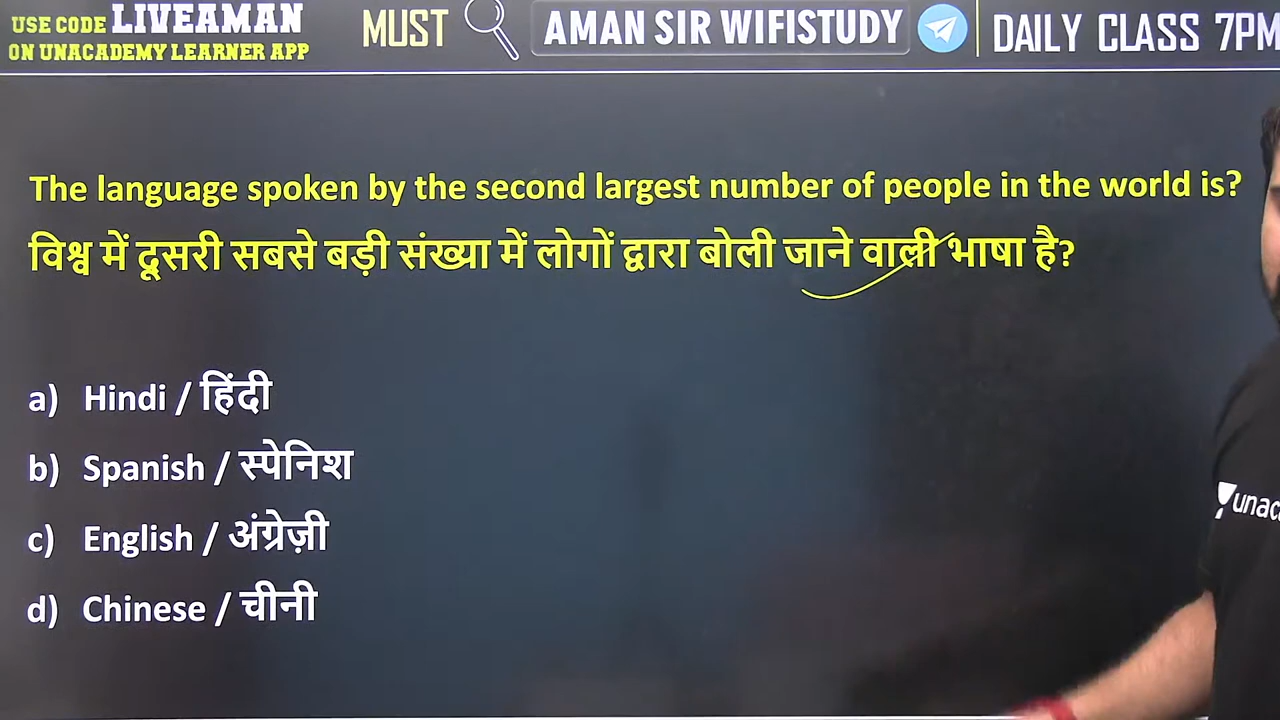 USE CODE LIVEAMAN
ON UNACADEMY LEARNER APP
MUST AMAN SIR WIFISTUDY DAILY CLASS 7PM
The language spoken by the second largest number of people in the world is?
विश्व में दूसरी सबसे बड़ी संख्या में लोगों द्वारा बोली जाने वाली भाषा है?
a) Hindi / हिंदी
b) Spanish / स्पेनिश
c) English / अंग्रेज़ी
d) Chinese / चीनी
unac